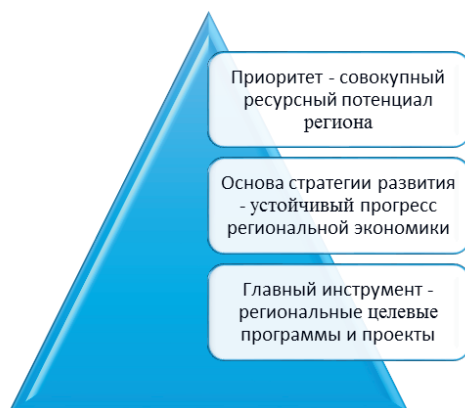 Приоритет - совокупный
ресурсный потенциал
региона
Основа стратегии развития
- устойчивый прогресс
региональной экономики
Главный инструмент -
региональные целевые
программы и проекты